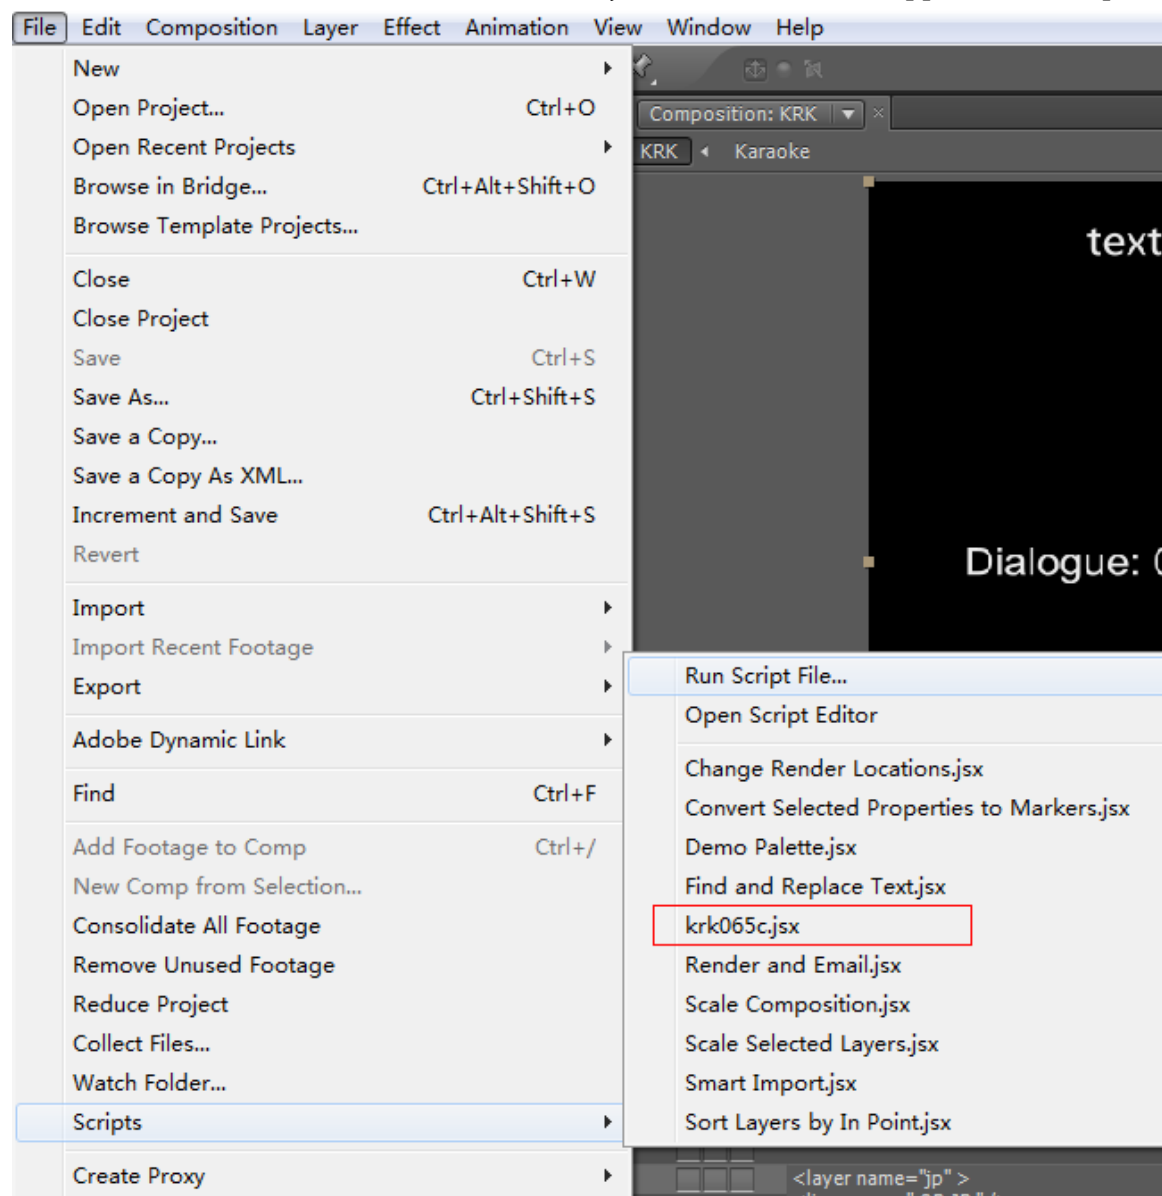 File Edit Composition Layer Effect Animation View Window Help
New
Open Project... Ctrl+O
Open Recent Projects
Browse in Bridge... Ctrl+Alt+Shift+O
Browse Template Projects...
Close Ctrl+W
Close Project
Save Ctrl+S
Save As... Ctrl+Shift+S
Save a Copy...
Save a Copy As XML...
Increment and Save Ctrl+Alt+Shift+S
Revert
Import
Import Recent Footage
Export
Adobe Dynamic Link
Find Ctrl+F
Add Footage to Comp Ctrl+/
New Comp from Selection...
Consolidate All Footage
Remove Unused Footage
Reduce Project
Collect Files...
Watch Folder...
Scripts
Create Proxy
Composition: KRK
KRK Karaoke
text
Dialogue:
Run Script File...
Open Script Editor
Change Render Locations.jsx
Convert Selected Properties to Markers.jsx
Demo Palette.jsx
Find and Replace Text.jsx
krk065c.jsx
Render and Email.jsx
Scale Composition.jsx
Scale Selected Layers.jsx
Smart Import.jsx
Sort Layers by In Point.jsx
<layer name="jp" >